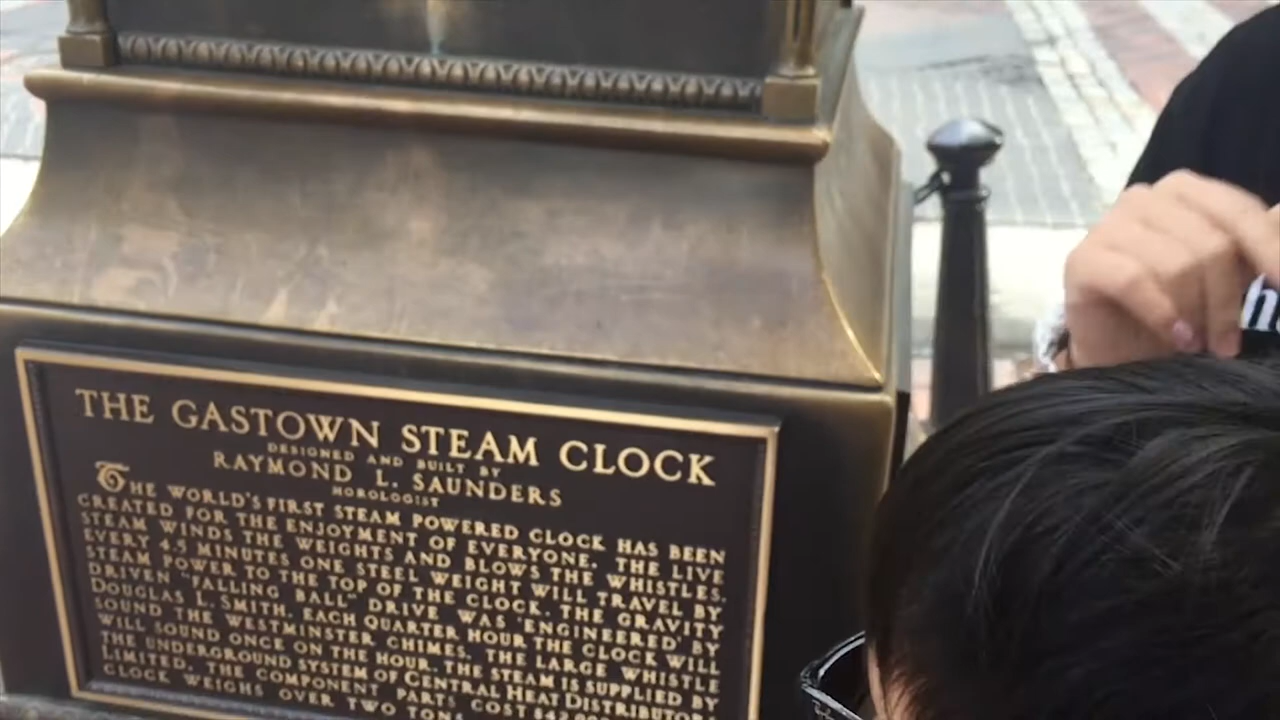 THE GASTOWN STEAM CLOCK
DESIGNED AND BUILT BY
RAYMOND L. SAUNDERS
HOROLOGIST
THE WORLD'S FIRST STEAM POWERED CLOCK HAS BEEN
CREATED FOR THE ENJOYMENT OF EVERYONE. THE LIVE
STEAM WINDS THE WEIGHTS AND BLOWS THE WHISTLES.
EVERY 4.5 MINUTES ONE STEEL WEIGHT WILL TRAVEL BY
STEAM POWER TO THE TOP OF THE CLOCK. THE GRAVITY
DRIVEN "FALLING BALL" DRIVE WAS 'ENGINEERED' BY
DOUGLAS L. SMITH. EACH QUARTER HOUR THE CLOCK WILL
SOUND THE WESTMINSTER CHIMES. THE LARGE WHISTLE
WILL SOUND ONCE ON THE HOUR. THE STEAM IS SUPPLIED BY
THE UNDERGROUND SYSTEM OF CENTRAL HEAT DISTRIBUTORS
LIMITED. THE COMPONENT PARTS COST $42,000
CLOCK WEIGHS OVER TWO TONS
h